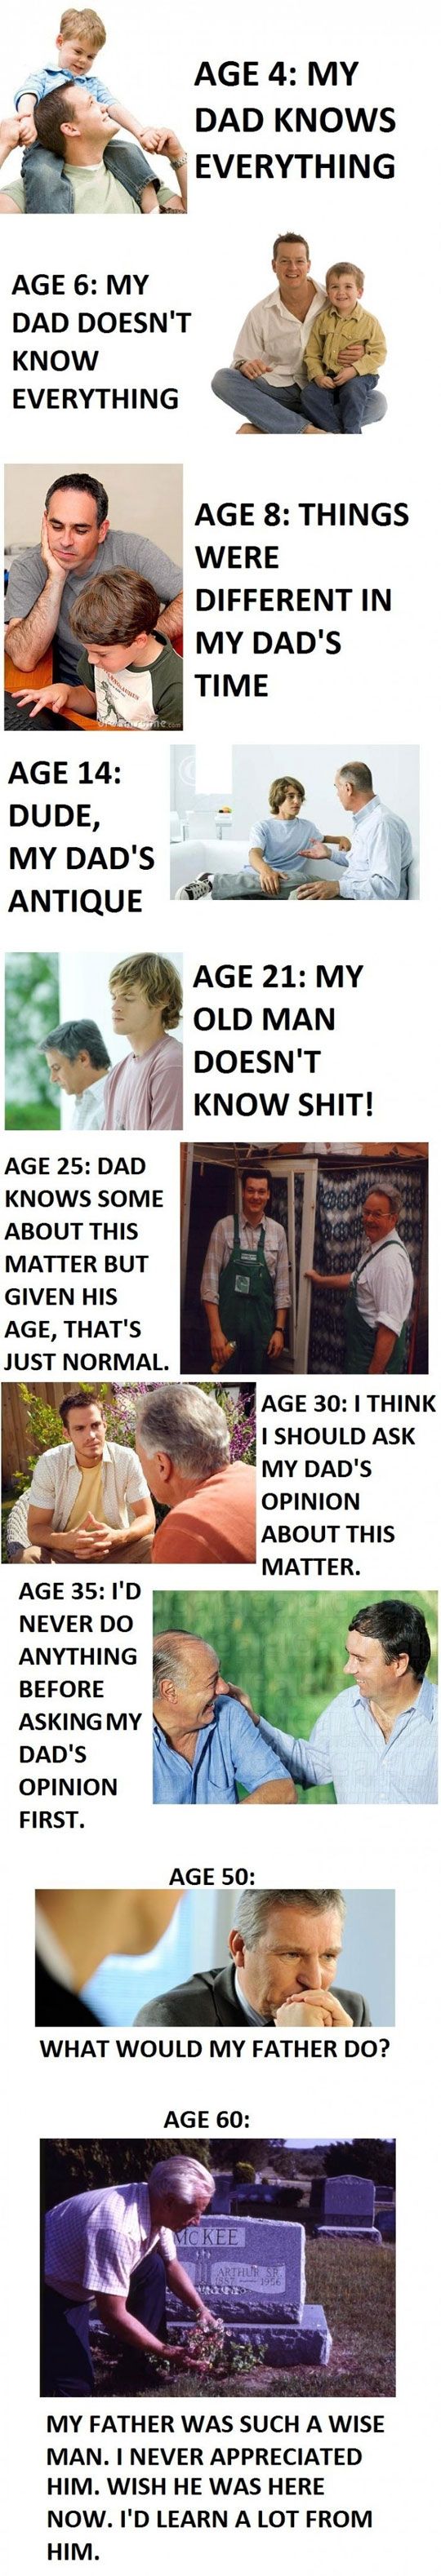 AGE 4: MY
DAD KNOWS
EVERYTHING
AGE 6: MY
DAD DOESN'T
KNOW
EVERYTHING
AGE 8: THINGS
WERE
DIFFERENT IN
MY DAD'S
TIME
AGE 14:
DUDE,
MY DAD'S
ANTIQUE
AGE 21: MY
OLD MAN
DOESN'T
KNOW SHIT!
AGE 25: DAD
KNOWS SOME
ABOUT THIS
MATTER BUT
GIVEN HIS
AGE, THAT'S
JUST NORMAL.
AGE 30: I THINK
I SHOULD ASK
MY DAD'S
OPINION
ABOUT THIS
MATTER.
AGE 35: I'D
NEVER DO
ANYTHING
BEFORE
ASKING MY
DAD'S
OPINION
FIRST.
AGE 50:
WHAT WOULD MY FATHER DO?
AGE 60:
MCKEE
ARTHUR SR.
1887 1956
MY FATHER WAS SUCH A WISE
MAN. I NEVER APPRECIATED
HIM. WISH HE WAS HERE
NOW. I'D LEARN A LOT FROM
HIM.